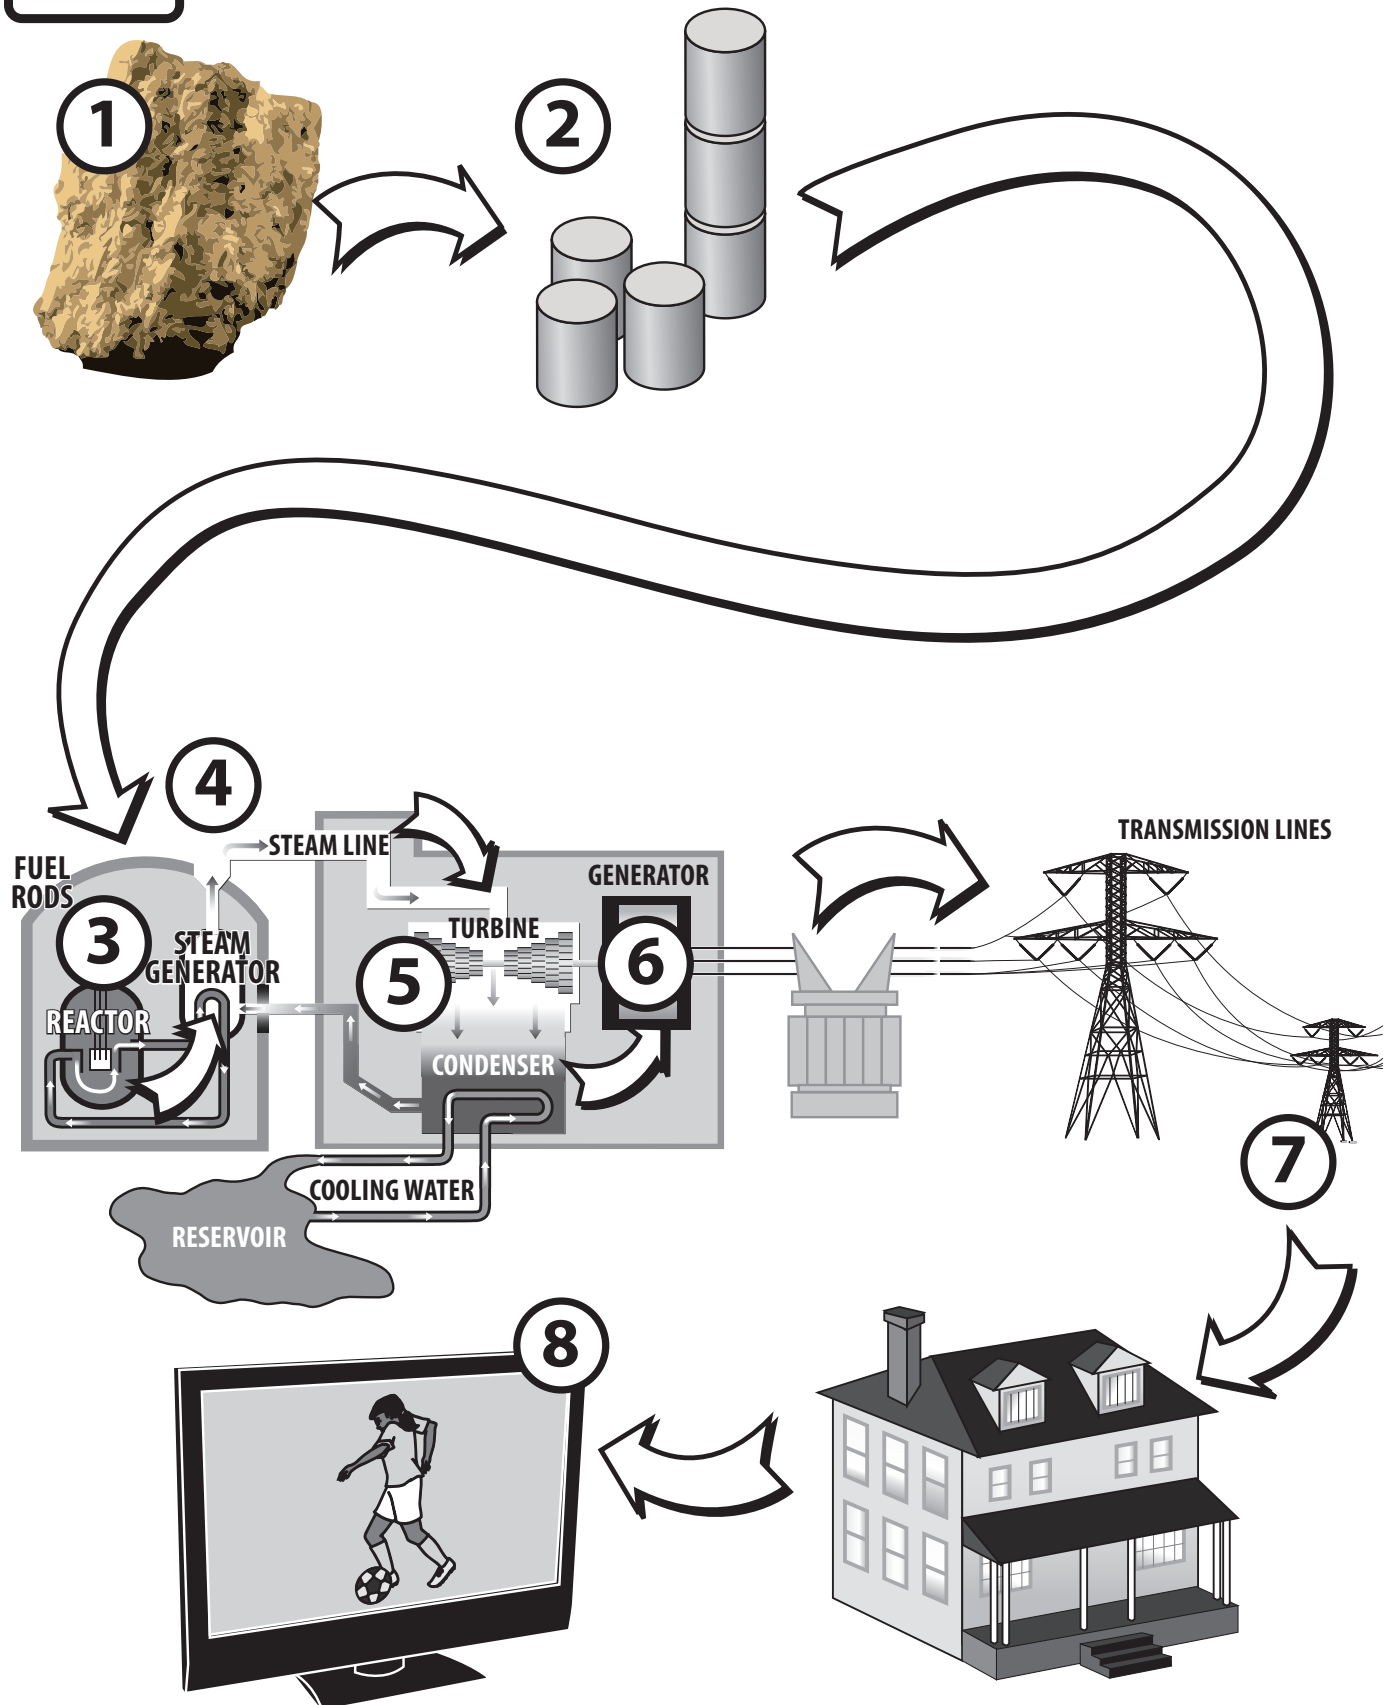 1
2
4
STEAM LINE
TRANSMISSION LINES
FUEL
RODS
GENERATOR
3
TURBINE
STEAM
GENERATOR
5
6
REACTOR
CONDENSER
7
COOLING WATER
RESERVOIR
8